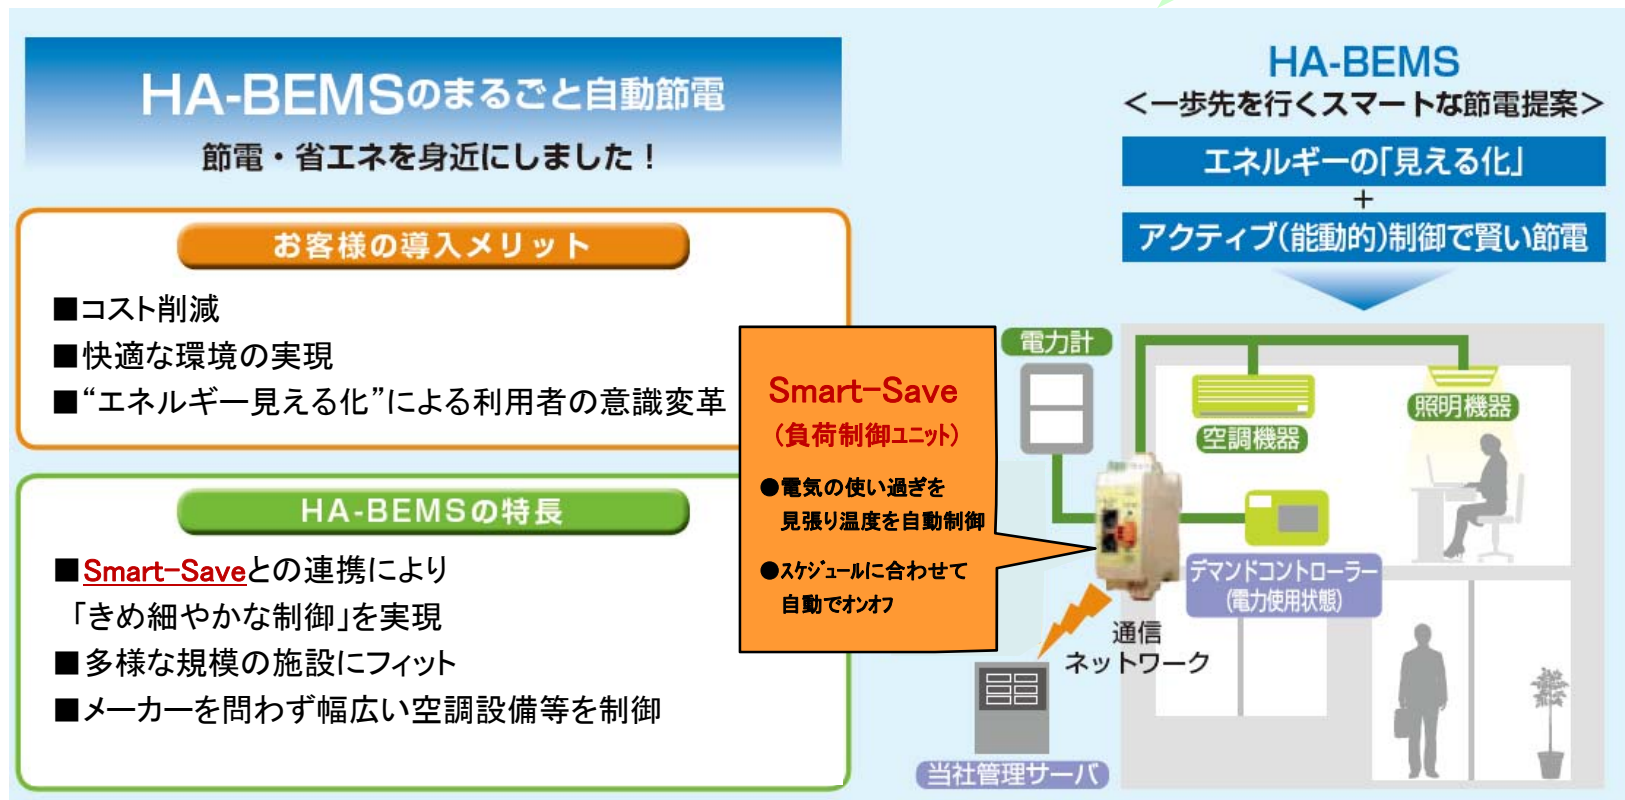 HA-BEMSのまるごと自動節電
節電・省エネを身近にしました！
お客様の導入メリット
■コスト削減
■快適な環境の実現
■“エネルギー見える化”による利用者の意識変革
HA-BEMSの特長
■Smart-Saveとの連携により
「きめ細やかな制御」を実現
■多様な規模の施設にフィット
■メーカーを問わず幅広い空調設備等を制御
Smart-Save
（負荷制御ﾕﾆｯﾄ）
●電気の使い過ぎを
見張り温度を自動制御
●ｽｹｼﾞｭｰﾙに合わせて
自動でｵﾝｵﾌ
HA-BEMS
＜一歩先を行くスマートな節電提案＞
エネルギーの「見える化」
＋
アクティブ(能動的)制御で賢い節電
電力計
空調機器
照明機器
デマンドコントローラー
(電力使用状態)
通信
ネットワーク
当社管理サーバ